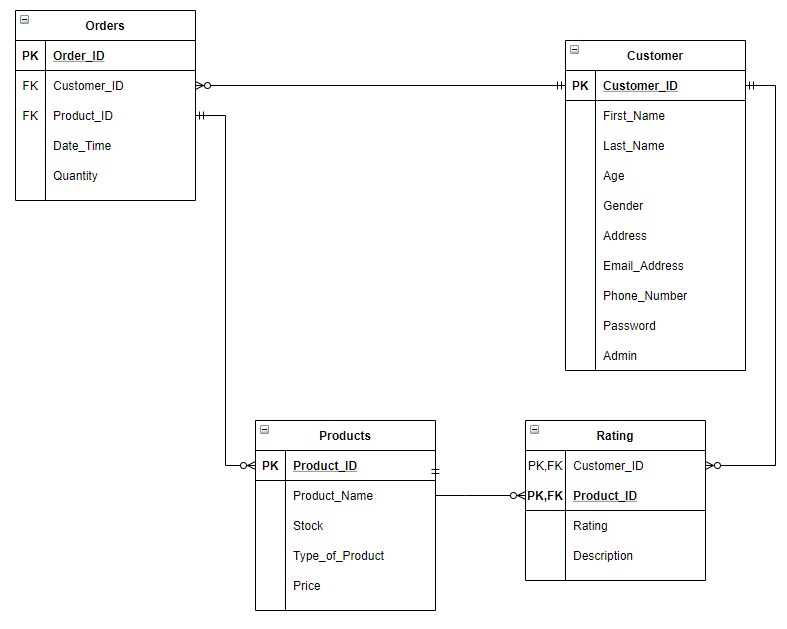 Orders
PK Order_ID
FK Customer_ID
FK Product_ID
Date_Time
Quantity
Customer
PK Customer_ID
First_Name
Last_Name
Age
Gender
Address
Email_Address
Phone_Number
Password
Admin
Products
PK Product_ID
Product_Name
Stock
Type_of_Product
Price
Rating
PK,FK Customer_ID
PK,FK Product_ID
Rating
Description